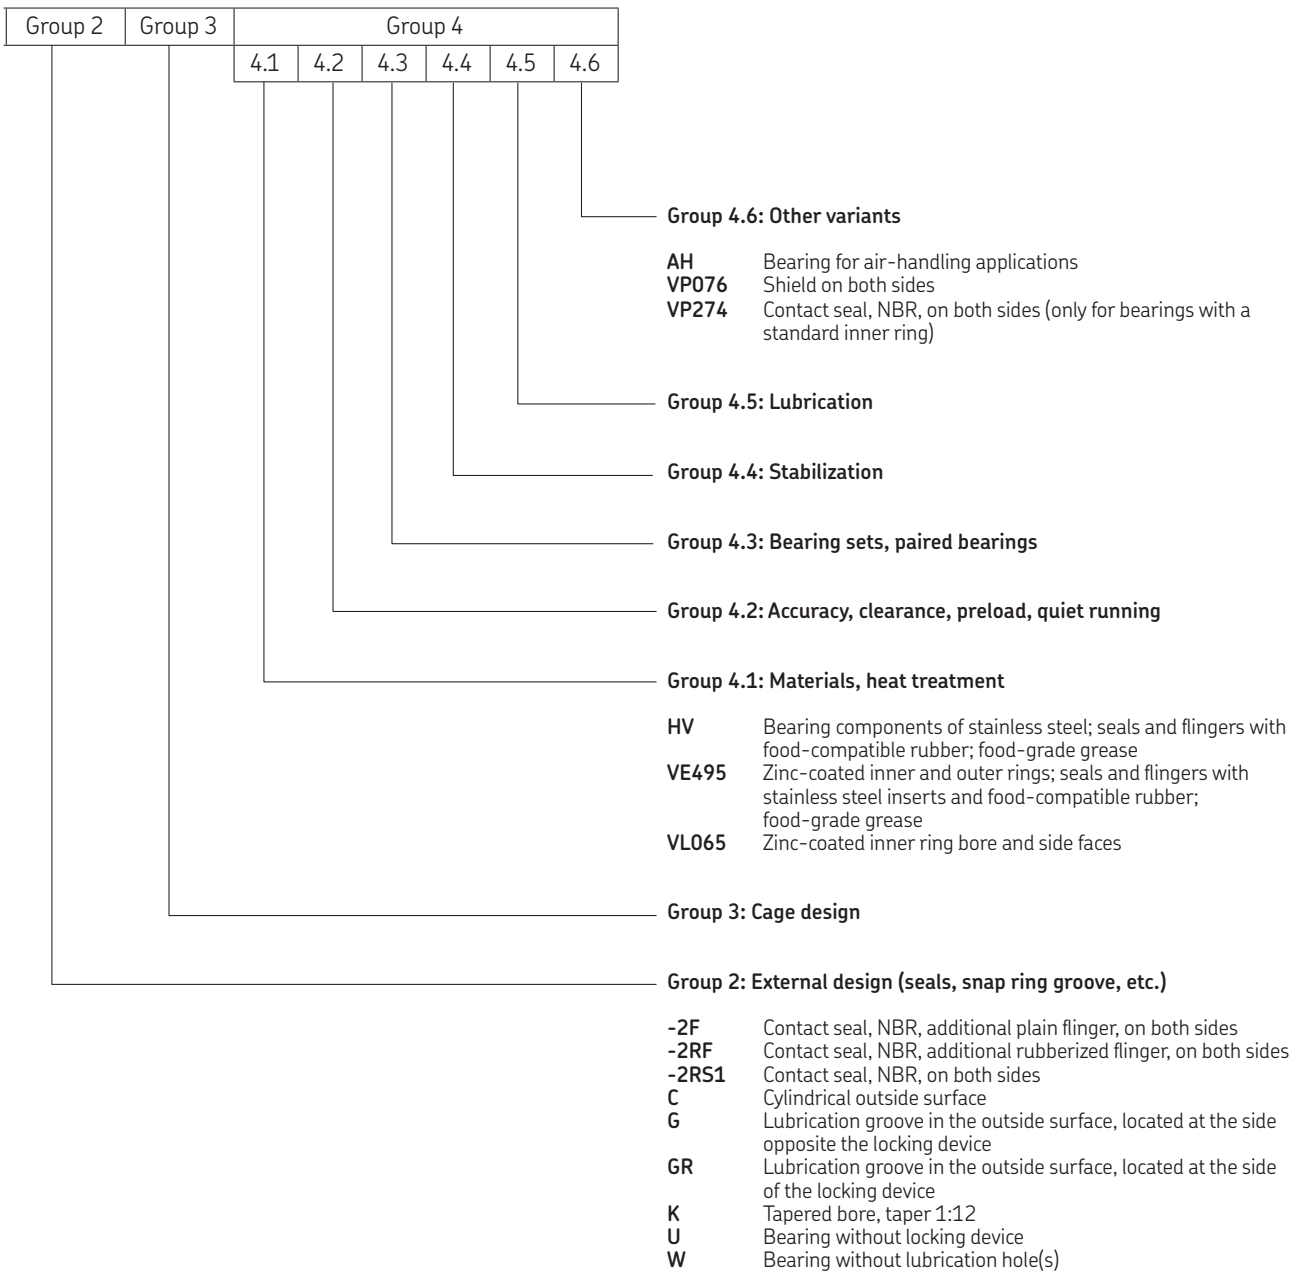 Group 2 Group 3 Group 4
4.1 4.2 4.3 4.4 4.5 4.6
Group 4.6: Other variants
AH Bearing for air-handling applications
VP076 Shield on both sides
VP274 Contact seal, NBR, on both sides (only for bearings with a
standard inner ring)
Group 4.5: Lubrication
Group 4.4: Stabilization
Group 4.3: Bearing sets, paired bearings
Group 4.2: Accuracy, clearance, preload, quiet running
Group 4.1: Materials, heat treatment
HV Bearing components of stainless steel; seals and flingers with
food-compatible rubber; food-grade grease
VE495 Zinc-coated inner and outer rings; seals and flingers with
stainless steel inserts and food-compatible rubber;
food-grade grease
VL065 Zinc-coated inner ring bore and side faces
Group 3: Cage design
Group 2: External design (seals, snap ring groove, etc.)
-2F Contact seal, NBR, additional plain flinger, on both sides
-2RF Contact seal, NBR, additional rubberized flinger, on both sides
-2RS1 Contact seal, NBR, on both sides
C Cylindrical outside surface
G Lubrication groove in the outside surface, located at the side
opposite the locking device
GR Lubrication groove in the outside surface, located at the side
of the locking device
K Tapered bore, taper 1:12
U Bearing without locking device
W Bearing without lubrication hole(s)